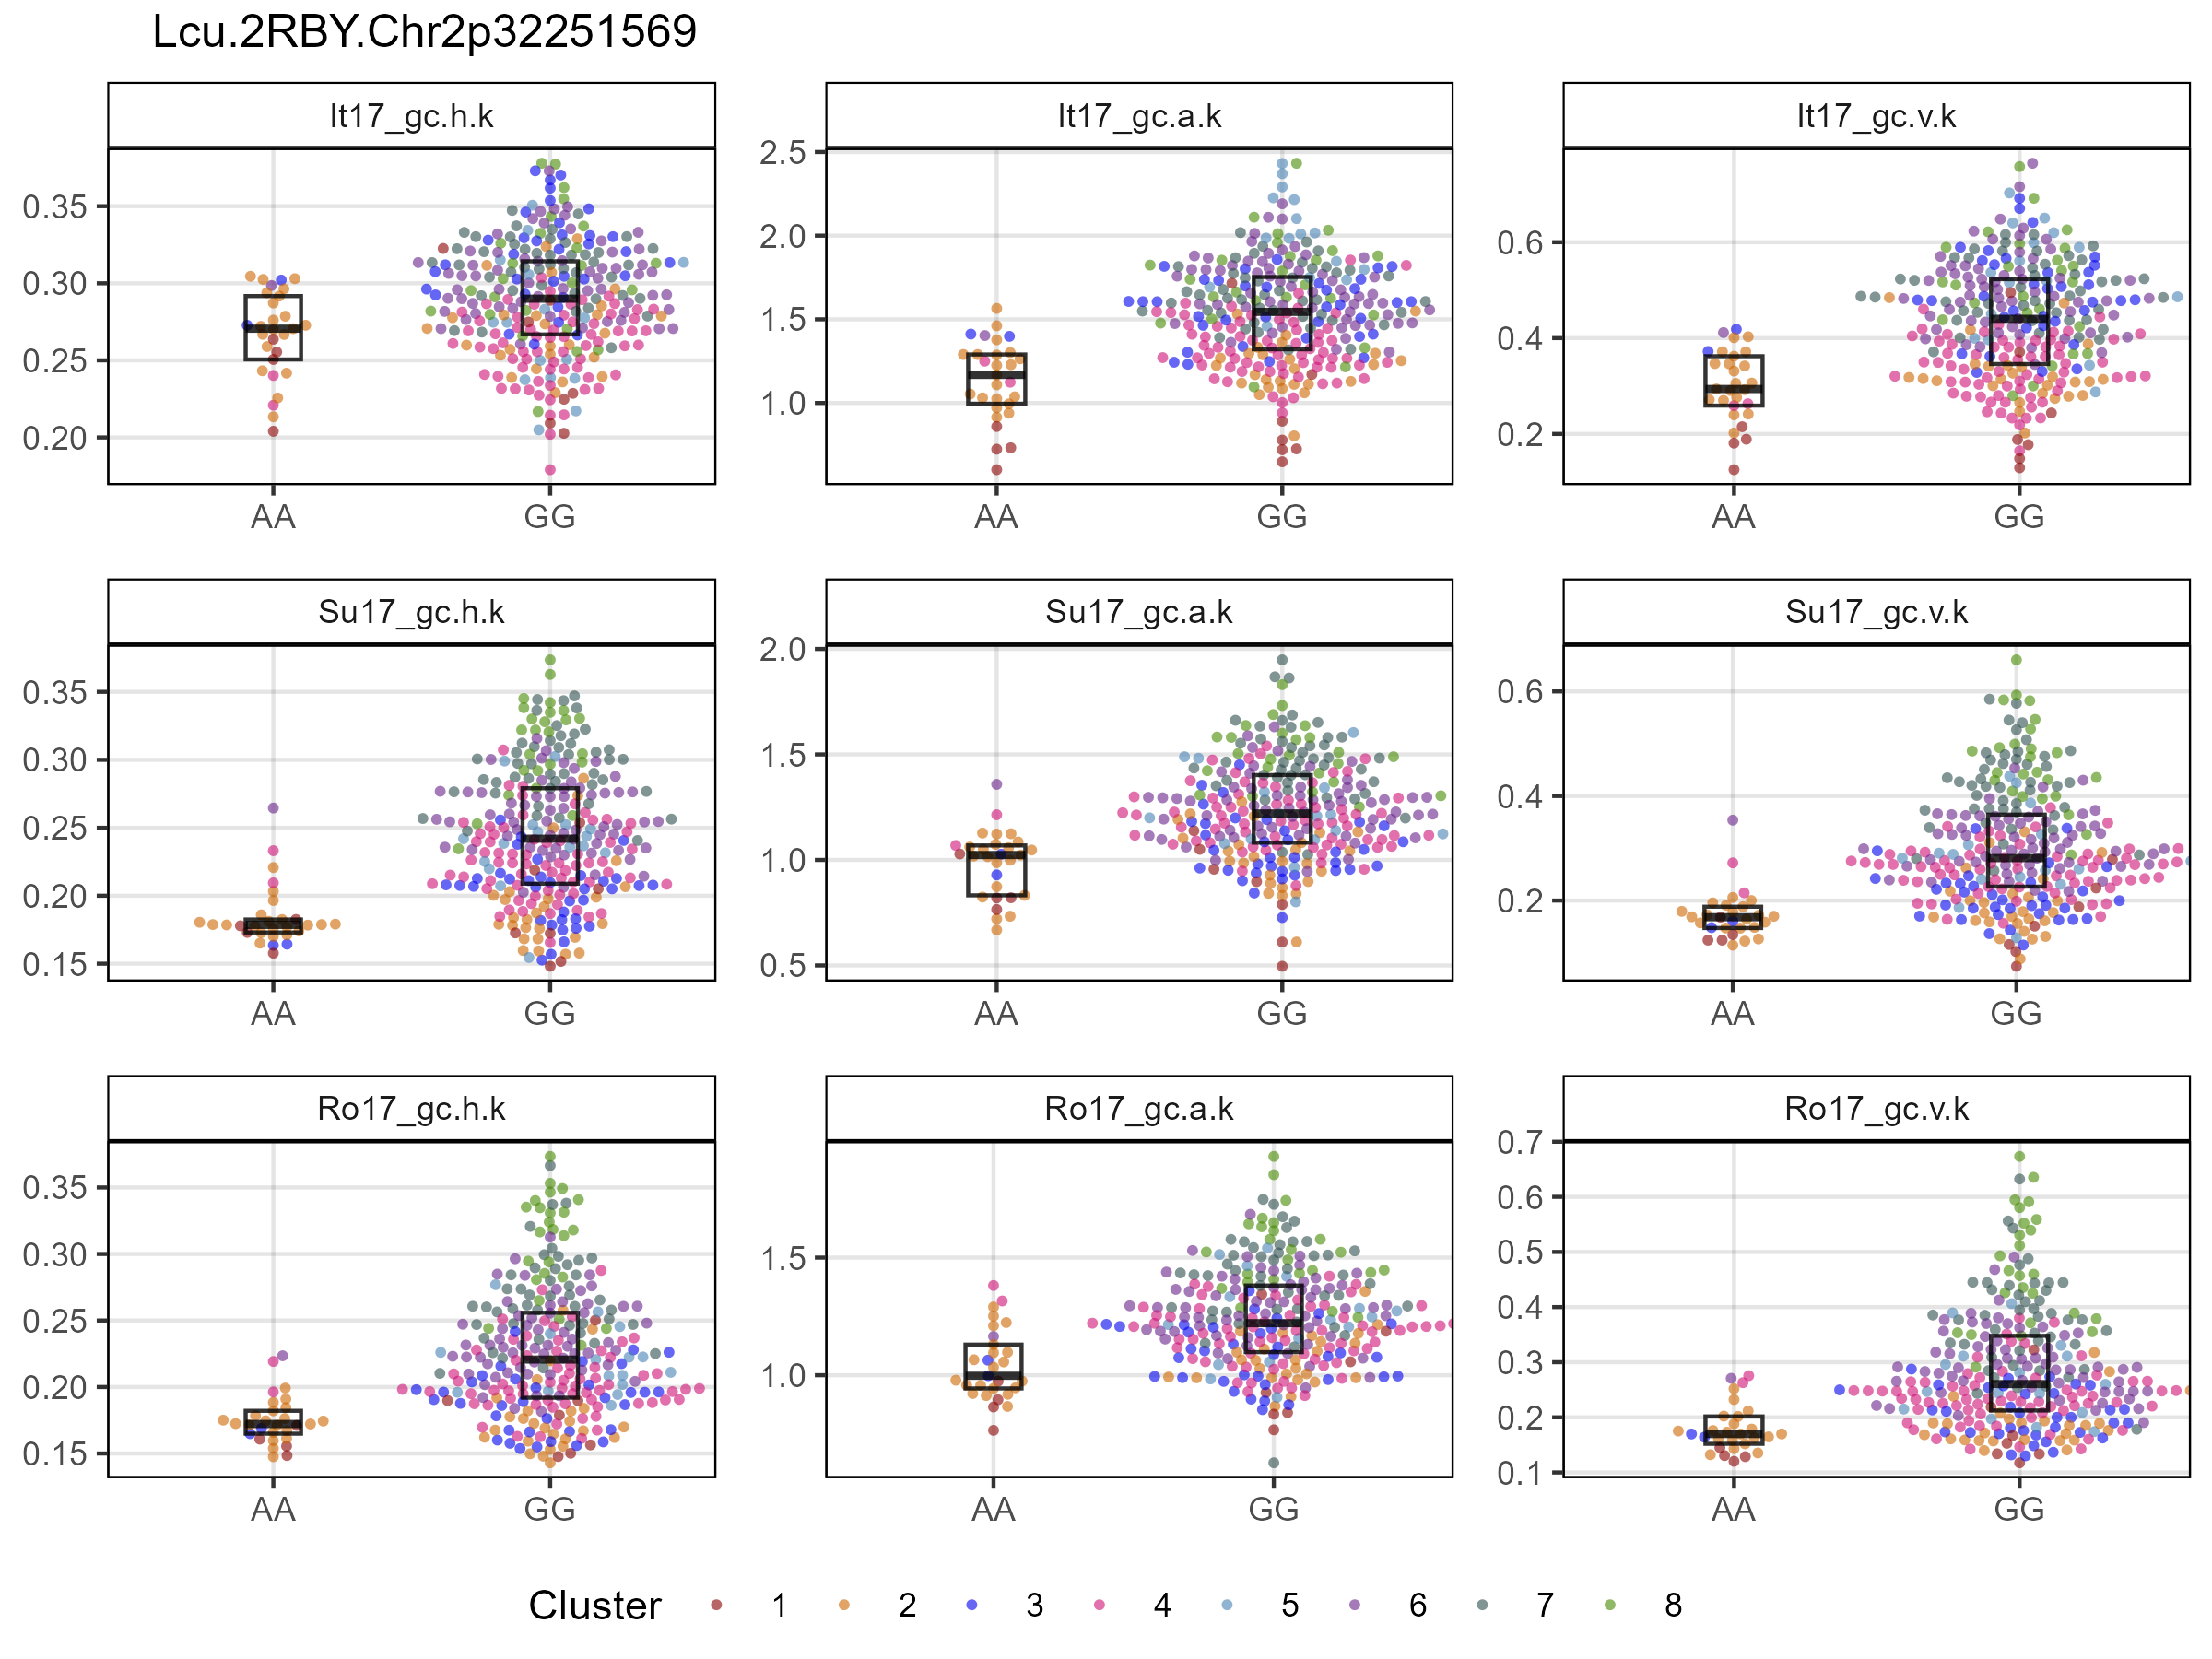 Lcu.2RBY.Chr2p32251569
It17_gc.h.k
It17_gc.a.k
It17_gc.v.k
0.35
0.30
0.25
0.20
AA GG
2.5
2.0
1.5
1.0
AA GG
0.6
0.4
0.2
AA GG
Su17_gc.h.k
Su17_gc.a.k
Su17_gc.v.k
0.35
0.30
0.25
0.20
0.15
AA GG
2.0
1.5
1.0
0.5
AA GG
0.6
0.4
0.2
AA GG
Ro17_gc.h.k
Ro17_gc.a.k
Ro17_gc.v.k
0.35
0.30
0.25
0.20
0.15
AA GG
1.5
1.0
AA GG
0.7
0.6
0.5
0.4
0.3
0.2
0.1
AA GG
Cluster 1 2 3 4 5 6 7 8